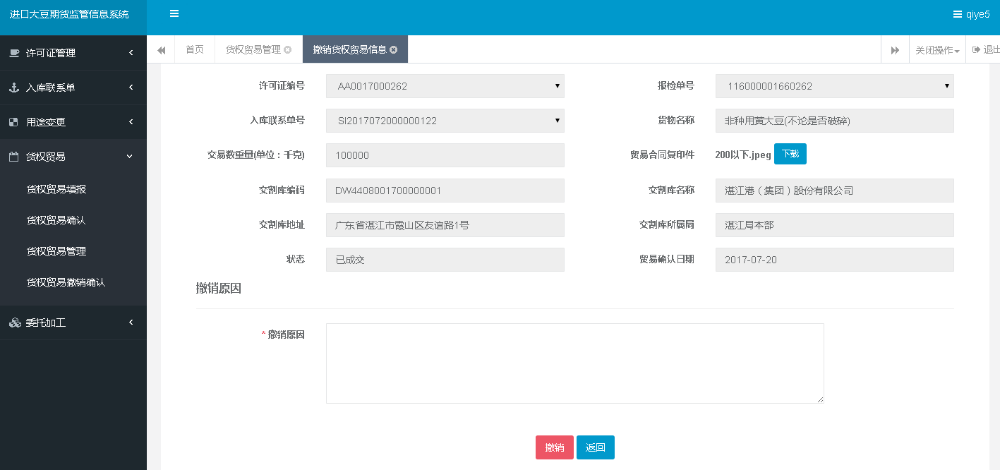 进口大豆期货监管信息系统
qiye5
许可证管理
入库联系单
用途变更
货权贸易
货权贸易填报
货权贸易确认
货权贸易管理
货权贸易撤销确认
委托加工
首页 货权贸易管理 撤销货权贸易信息 关闭操作 退出
许可证编号 AA0017000262 报检单号 116000001660262
入库联系单号 SI2017072000000122 货物名称 非种用黄大豆(不论是否破碎)
交易数重量(单位：千克) 100000 贸易合同复印件 200以下.jpeg 下载
交割库编码 DW4408001700000001 交割库名称 湛江港（集团）股份有限公司
交割库地址 广东省湛江市霞山区友谊路1号 交割库所属局 湛江局本部
状态 已成交 贸易确认日期 2017-07-20
撤销原因
*撤销原因
撤销 返回